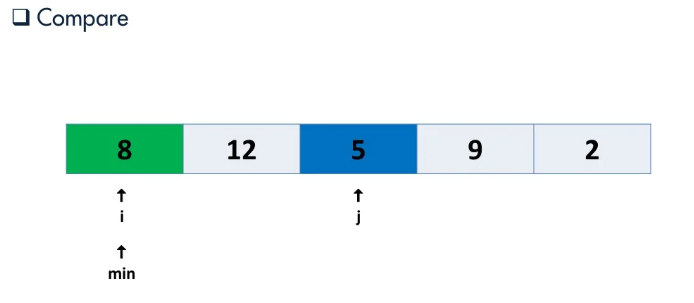 ❑ Compare
8 12 5 9 2
↑ ↑
i j
↑
min